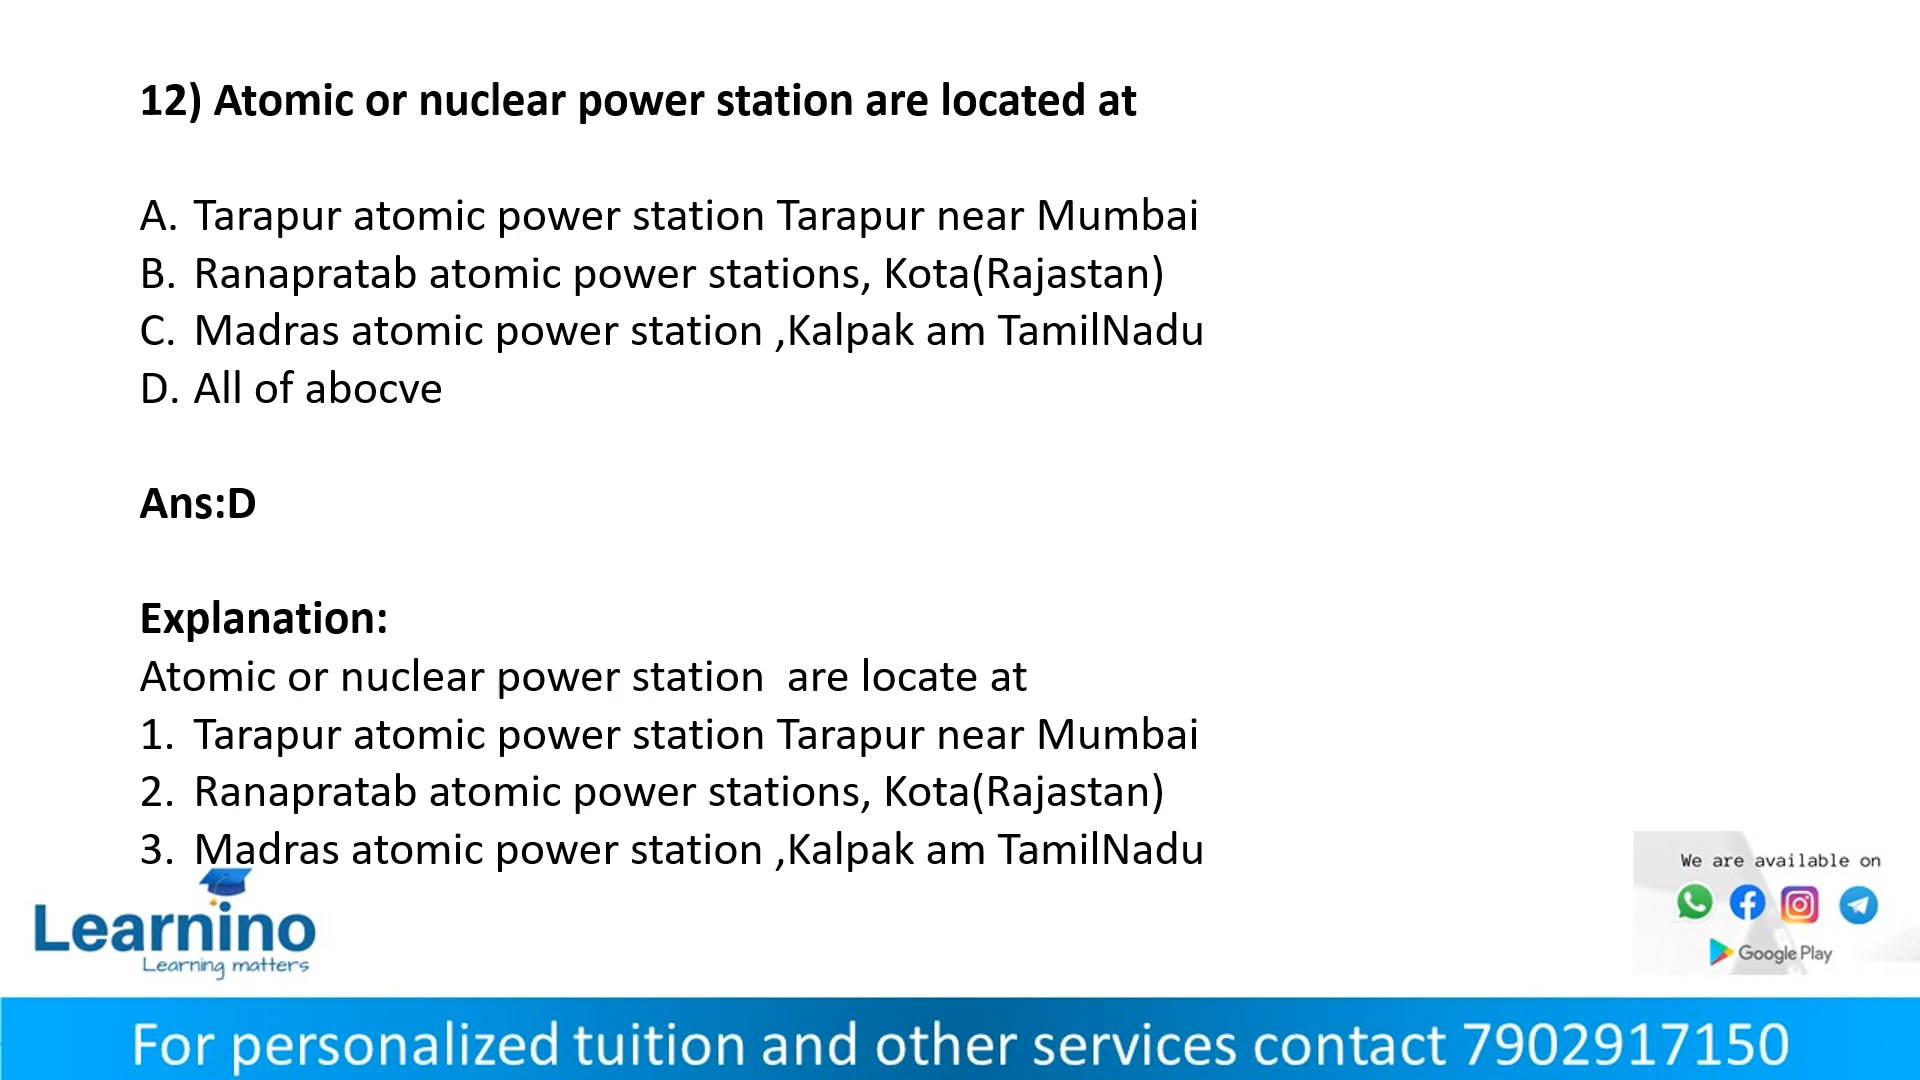 12) Atomic or nuclear power station are located at
A. Tarapur atomic power station Tarapur near Mumbai
B. Ranapratab atomic power stations, Kota(Rajastan)
C. Madras atomic power station ,Kalpak am TamilNadu
D. All of abocve
Ans:D
Explanation:
Atomic or nuclear power station  are locate at
1. Tarapur atomic power station Tarapur near Mumbai
2. Ranapratab atomic power stations, Kota(Rajastan)
3. Madras atomic power station ,Kalpak am TamilNadu
Learnino
Learning matters
We are available on
Google Play
For personalized tuition and other services contact 7902917150